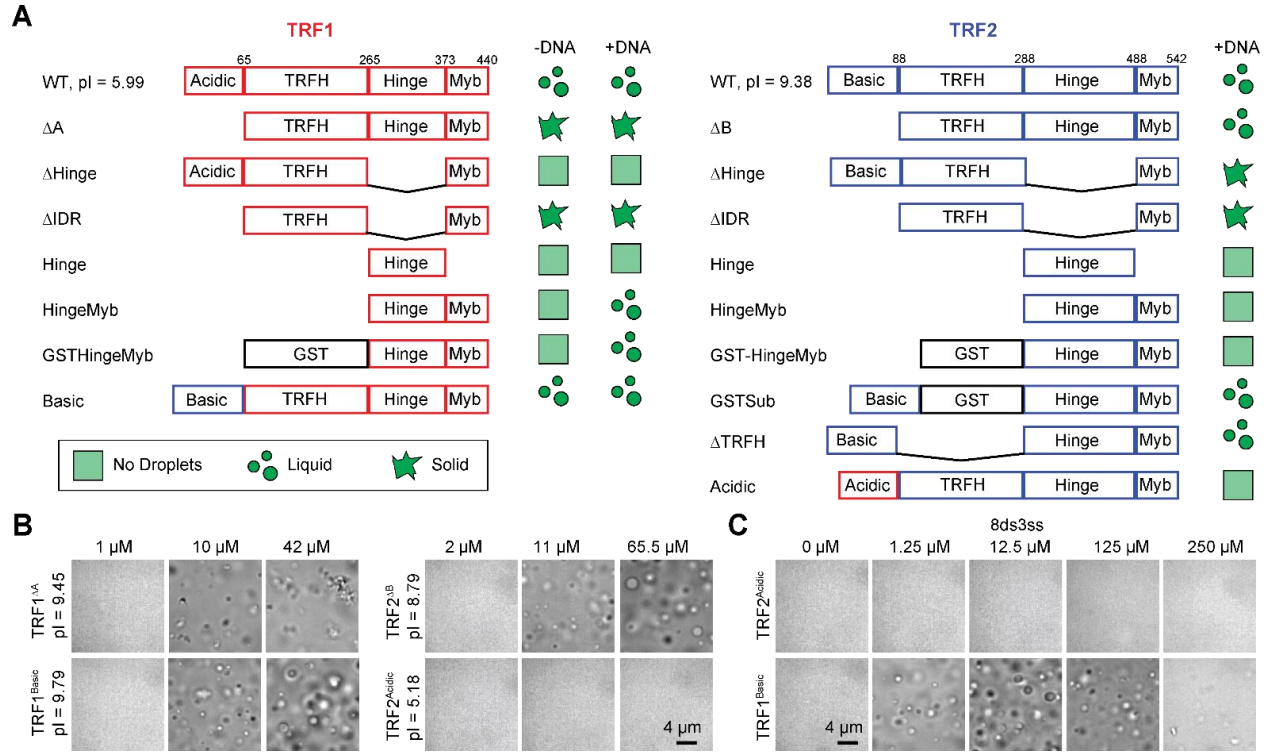 A
TRF1
-DNA +DNA
65 265 373 440
WT, pI = 5.99 Acidic TRFH Hinge Myb
ΔA TRFH Hinge Myb
ΔHinge Acidic TRFH Myb
ΔIDR TRFH Myb
Hinge Hinge
HingeMyb Hinge Myb
GSTHingeMyb GST Hinge Myb
Basic Basic TRFH Hinge Myb
No Droplets Liquid Solid
TRF2
+DNA
88 288 488 542
WT, pI = 9.38 Basic TRFH Hinge Myb
ΔB TRFH Hinge Myb
ΔHinge Basic TRFH Myb
ΔIDR TRFH Myb
Hinge Hinge
HingeMyb Hinge Myb
GST-HingeMyb GST Hinge Myb
GSTSub Basic GST Hinge Myb
ΔTRFH Basic Hinge Myb
Acidic Acidic TRFH Hinge Myb
B
1 µM 10 µM 42 µM
TRF1ΔA
pI = 9.45
TRF1Basic
pI = 9.79
2 µM 11 µM 65.5 µM
TRF2ΔB
pI = 8.79
TRF2Acidic
pI = 5.18
4 µm
C
8ds3ss
0 µM 1.25 µM 12.5 µM 125 µM 250 µM
TRF2Acidic
TRF1Basic
4 µm